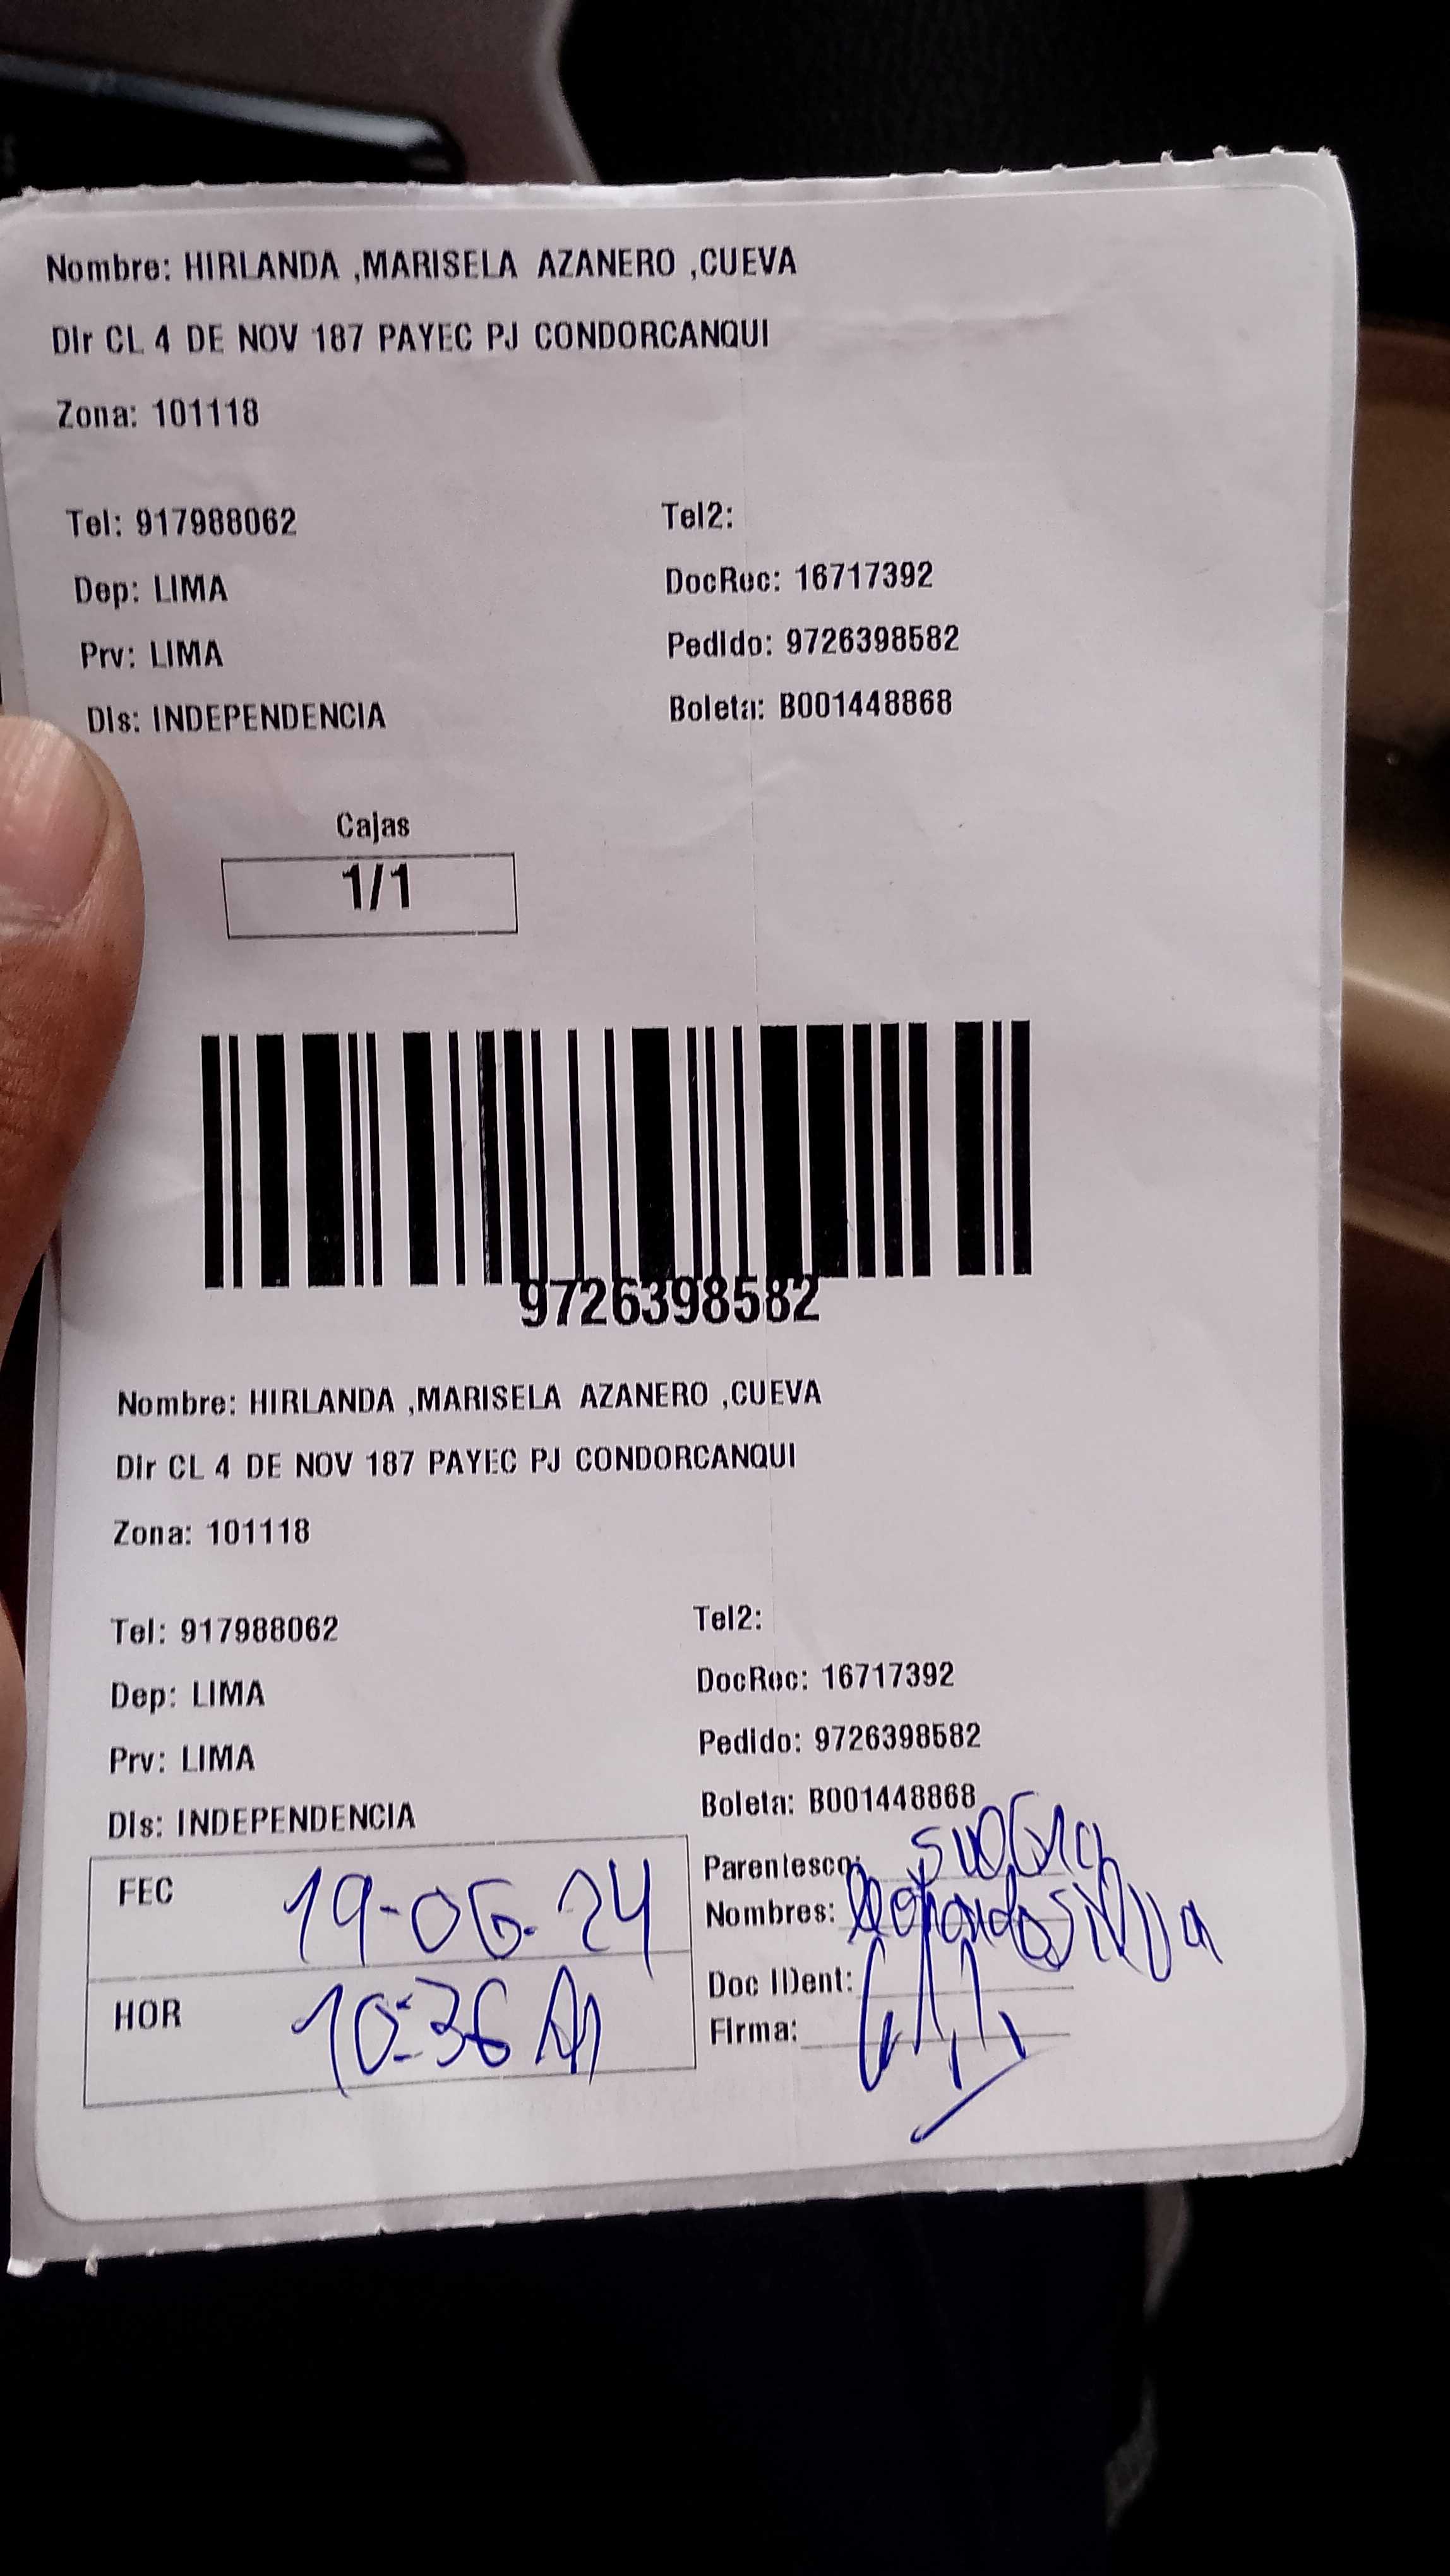 Nombre: HIRLANDA ,MARISELA AZANERO ,CUEVA
Dir CL 4 DE NOV 187 PAYEC PJ CONDORCANQUI
Zona: 101118
Tel: 917988062 Tel2:
Dep: LIMA DocRec: 16717392
Prv: LIMA Pedido: 9726398582
Dis: INDEPENDENCIA Boleta: B001448868
Cajas
1/1
9726398582
Nombre: HIRLANDA ,MARISELA AZANERO ,CUEVA
Dir CL 4 DE NOV 187 PAYEC PJ CONDORCANQUI
Zona: 101118
Tel: 917988062 Tel2:
Dep: LIMA DocRec: 16717392
Prv: LIMA Pedido: 9726398582
Dis: INDEPENDENCIA Boleta: B001448868
FEC 19-06-24 Parentesco: suegra
Nombres: Silva
HOR 10:36 Am Doc IDent:
Firma: